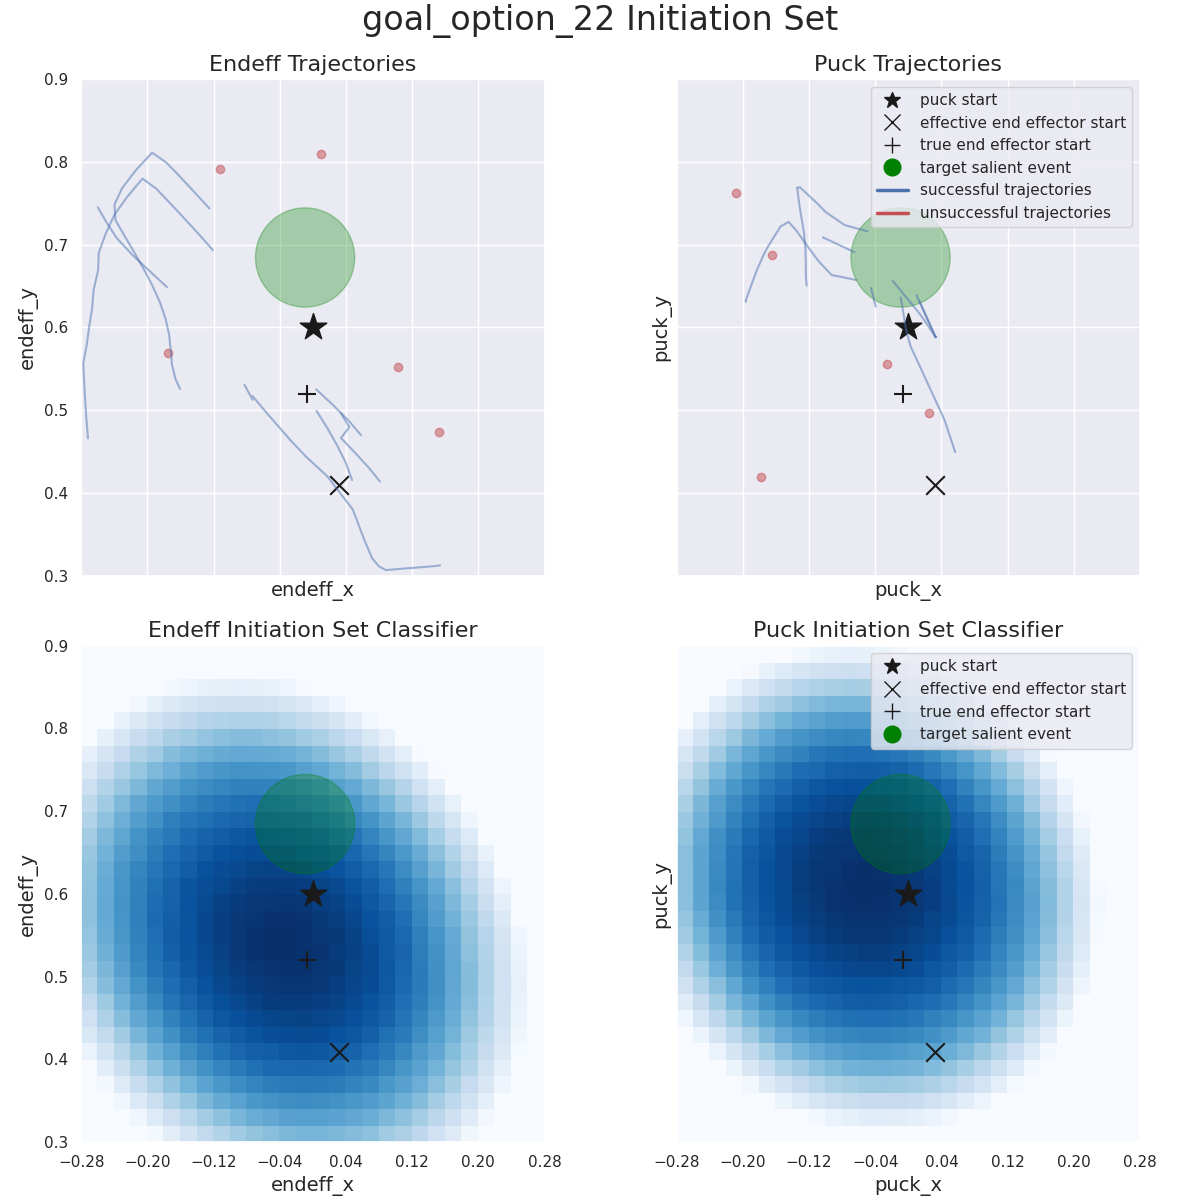 goal_option_22 Initiation Set
Endeff Trajectories
0.9
0.8
0.7
0.6
0.5
0.4
0.3
endeff_y
endeff_x
Puck Trajectories
puck start
effective end effector start
true end effector start
target salient event
successful trajectories
unsuccessful trajectories
puck_y
puck_x
Endeff Initiation Set Classifier
0.9
0.8
0.7
0.6
0.5
0.4
0.3
endeff_y
−0.28 −0.20 −0.12 −0.04 0.04 0.12 0.20 0.28
endeff_x
Puck Initiation Set Classifier
puck start
effective end effector start
true end effector start
target salient event
puck_y
−0.28 −0.20 −0.12 −0.04 0.04 0.12 0.20 0.28
puck_x